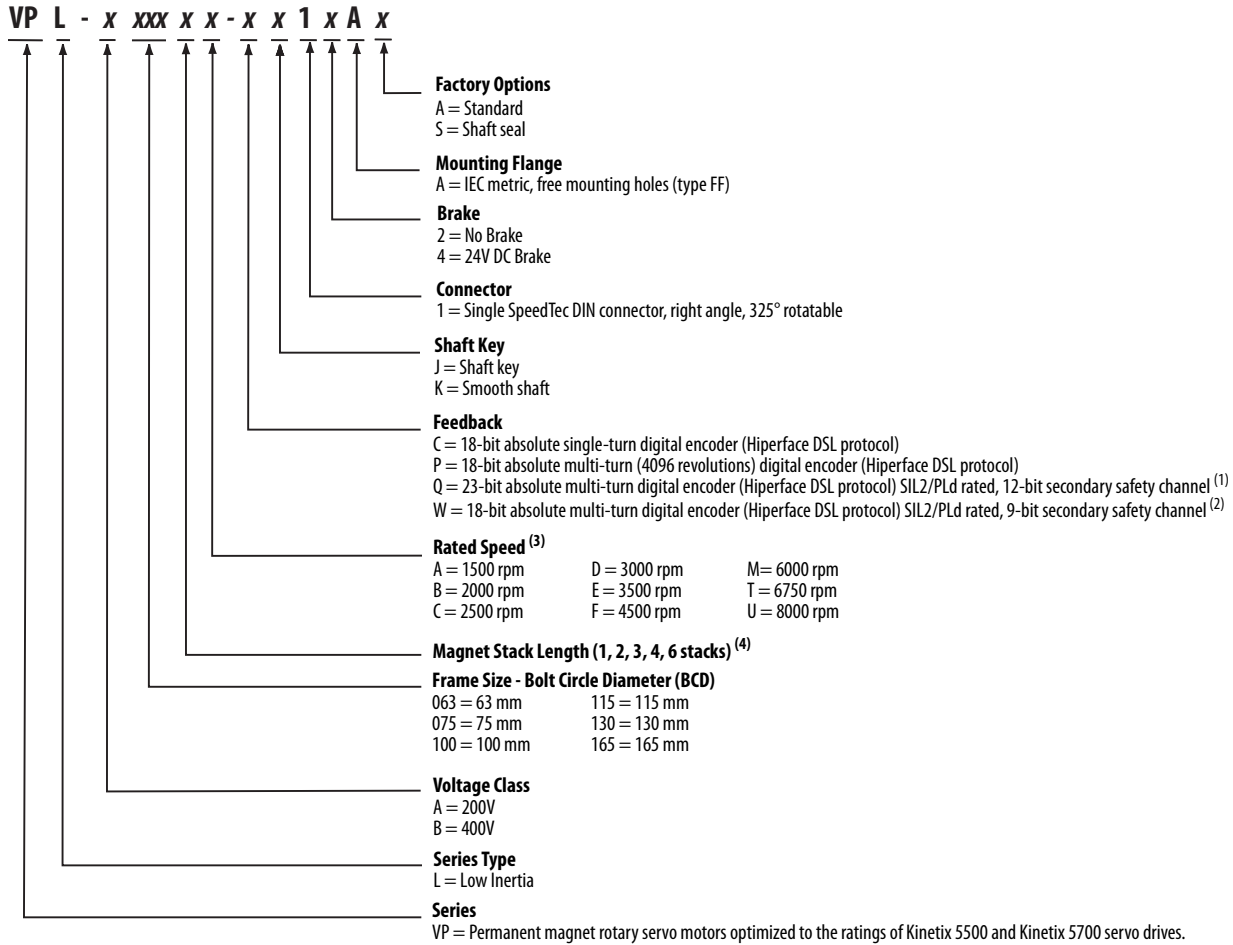 VP L - x xxx x x - x x 1 x A x
Factory Options
A = Standard
S = Shaft seal
Mounting Flange
A = IEC metric, free mounting holes (type FF)
Brake
2 = No Brake
4 = 24V DC Brake
Connector
1 = Single SpeedTec DIN connector, right angle, 325° rotatable
Shaft Key
J = Shaft key
K = Smooth shaft
Feedback
C = 18-bit absolute single-turn digital encoder (Hiperface DSL protocol)
P = 18-bit absolute multi-turn (4096 revolutions) digital encoder (Hiperface DSL protocol)
Q = 23-bit absolute multi-turn digital encoder (Hiperface DSL protocol) SIL2/PLd rated, 12-bit secondary safety channel (1)
W = 18-bit absolute multi-turn digital encoder (Hiperface DSL protocol) SIL2/PLd rated, 9-bit secondary safety channel (2)
Rated Speed (3)
A = 1500 rpm D = 3000 rpm M= 6000 rpm
B = 2000 rpm E = 3500 rpm T = 6750 rpm
C = 2500 rpm F = 4500 rpm U = 8000 rpm
Magnet Stack Length (1, 2, 3, 4, 6 stacks) (4)
Frame Size - Bolt Circle Diameter (BCD)
063 = 63 mm 115 = 115 mm
075 = 75 mm 130 = 130 mm
100 = 100 mm 165 = 165 mm
Voltage Class
A = 200V
B = 400V
Series Type
L = Low Inertia
Series
VP = Permanent magnet rotary servo motors optimized to the ratings of Kinetix 5500 and Kinetix 5700 servo drives.